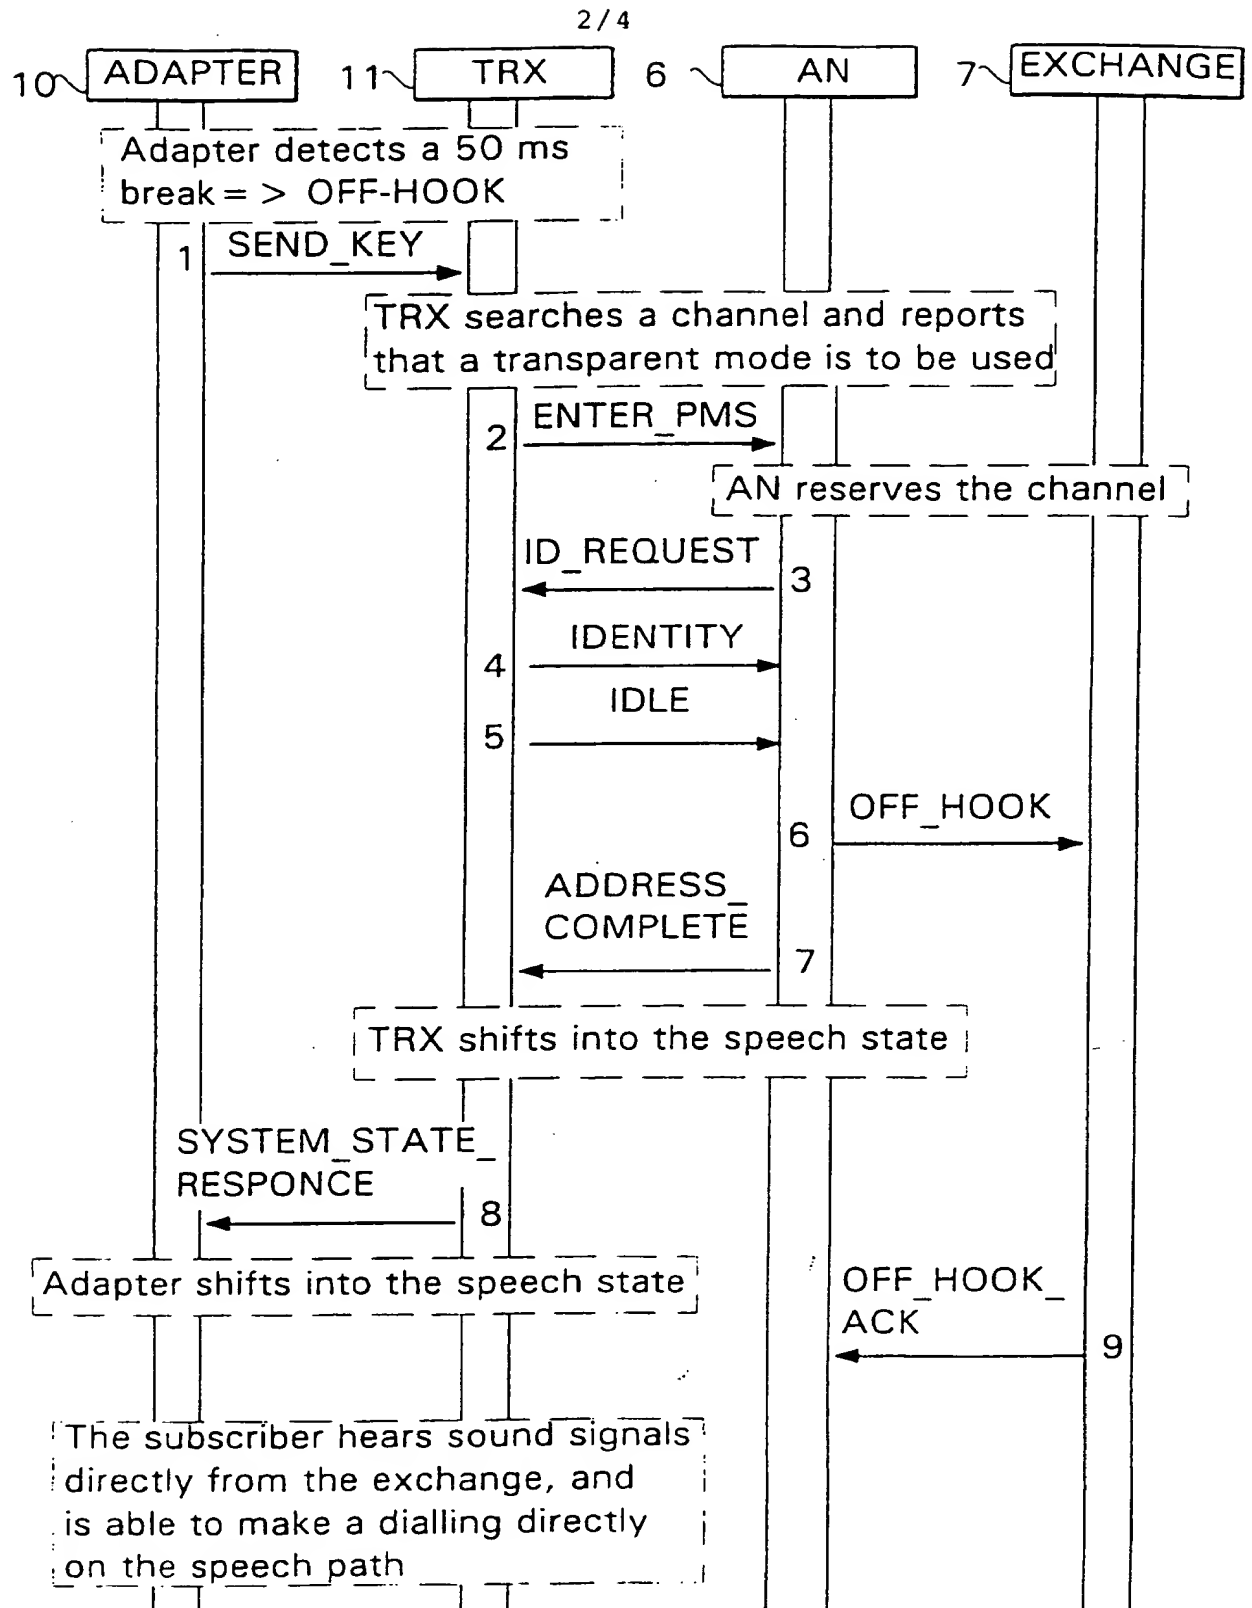 2/4
10 ADAPTER 11 TRX 6 AN 7 EXCHANGE
Adapter detects a 50 ms
break = > OFF-HOOK
1 SEND_KEY
TRX searches a channel and reports
that a transparent mode is to be used
2 ENTER_PMS
AN reserves the channel
ID_REQUEST 3
4 IDENTITY
5 IDLE
6 OFF_HOOK
ADDRESS_
COMPLETE
7
TRX shifts into the speech state
SYSTEM_STATE_
RESPONCE
8
Adapter shifts into the speech state
OFF_HOOK_
ACK
9
The subscriber hears sound signals
directly from the exchange, and
is able to make a dialling directly
on the speech path